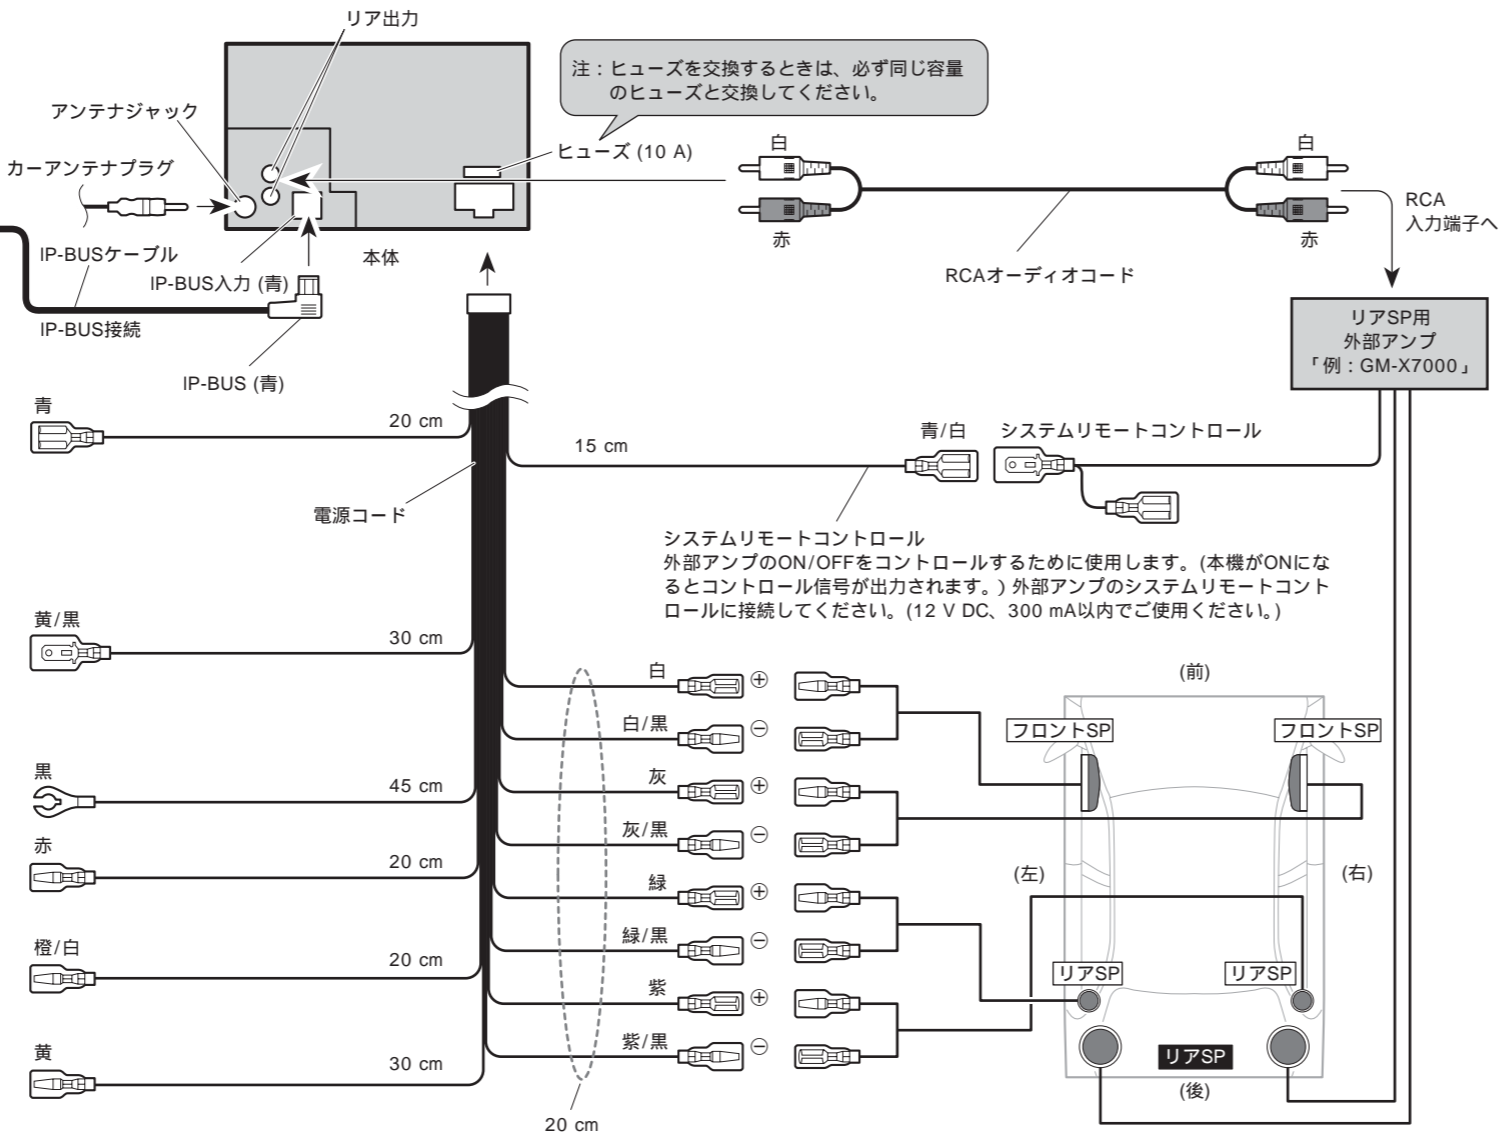 リア出力
注：ヒューズを交換するときは、必ず同じ容量
のヒューズと交換してください。
アンテナジャック
カーアンテナプラグ
ヒューズ (10 A)
白
赤
白
赤
RCA
入力端子へ
IP-BUSケーブル
IP-BUS入力 (青)
本体
RCAオーディオコード
IP-BUS接続
IP-BUS (青)
リアSP用
外部アンプ
「例：GM-X7000」
青
20 cm
15 cm
青/白
システムリモートコントロール
電源コード
システムリモートコントロール
外部アンプのON/OFFをコントロールするために使用します。(本機がONにな
るとコントロール信号が出力されます。) 外部アンプのシステムリモートコント
ロールに接続してください。(12 V DC、300 mA以内でご使用ください。)
黄/黒
30 cm
黒
45 cm
赤
20 cm
橙/白
20 cm
黄
30 cm
白 ⊕
白/黒 ⊖
灰 ⊕
灰/黒 ⊖
緑 ⊕
緑/黒 ⊖
紫 ⊕
紫/黒 ⊖
20 cm
(前)
フロントSP
フロントSP
(左)
(右)
リアSP
リアSP
リアSP
(後)